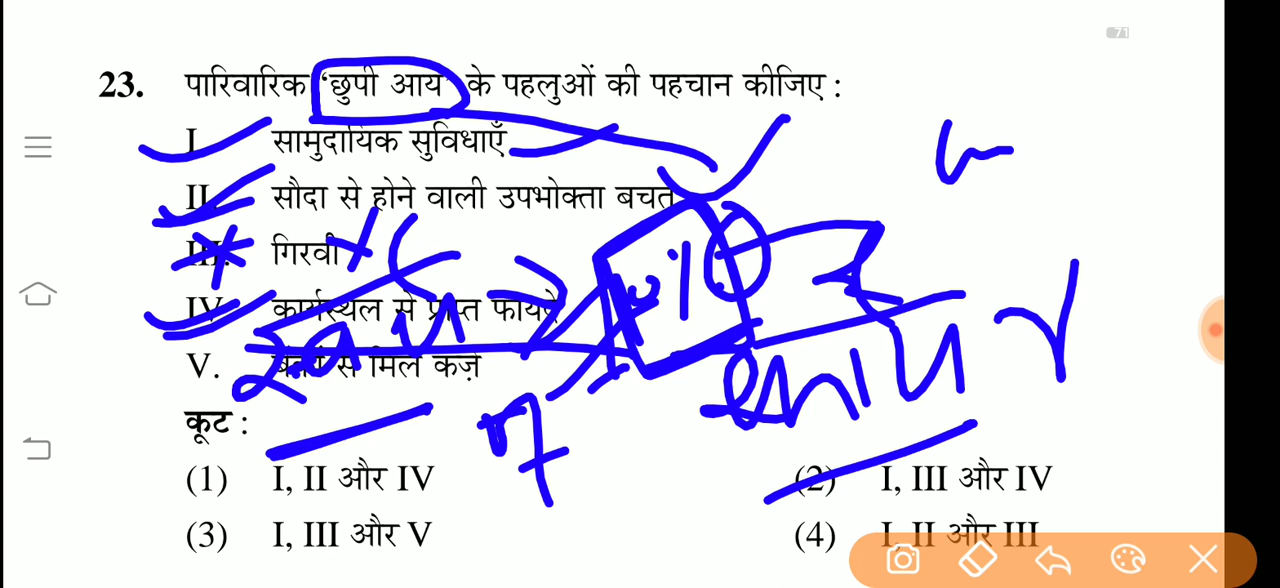 71
23. पारिवारिक 'छुपी आय' के पहलुओं की पहचान कीजिए :
I. सामुदायिक सुविधाएँ
II. सौदा से होने वाली उपभोक्ता बचत
III. गिरवी
IV. कार्यस्थल से प्राप्त फायदे
V. से मिले कर्ज़
कूट :
(1) I, II और IV
(2) I, III और IV
(3) I, III और V
(4) I, II और III